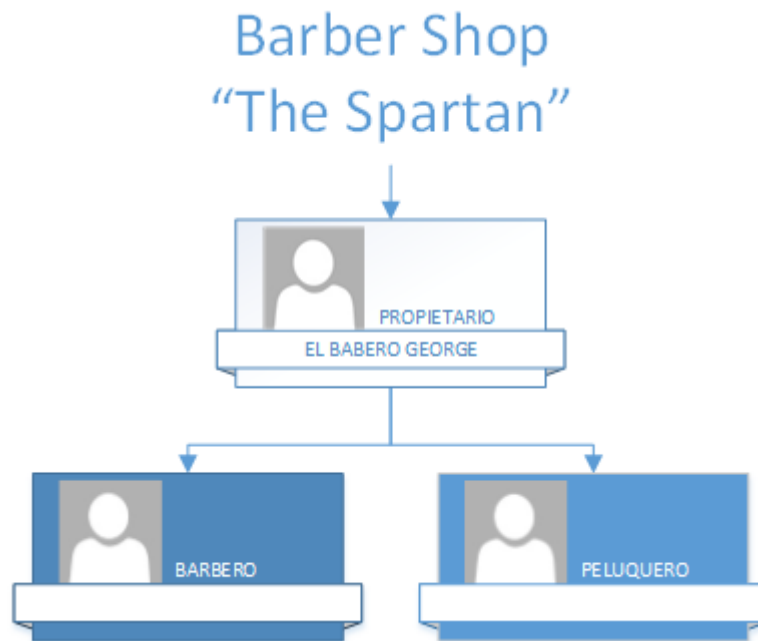 Barber Shop
“The Spartan”
PROPIETARIO
EL BABERO GEORGE
BARBERO
PELUQUERO